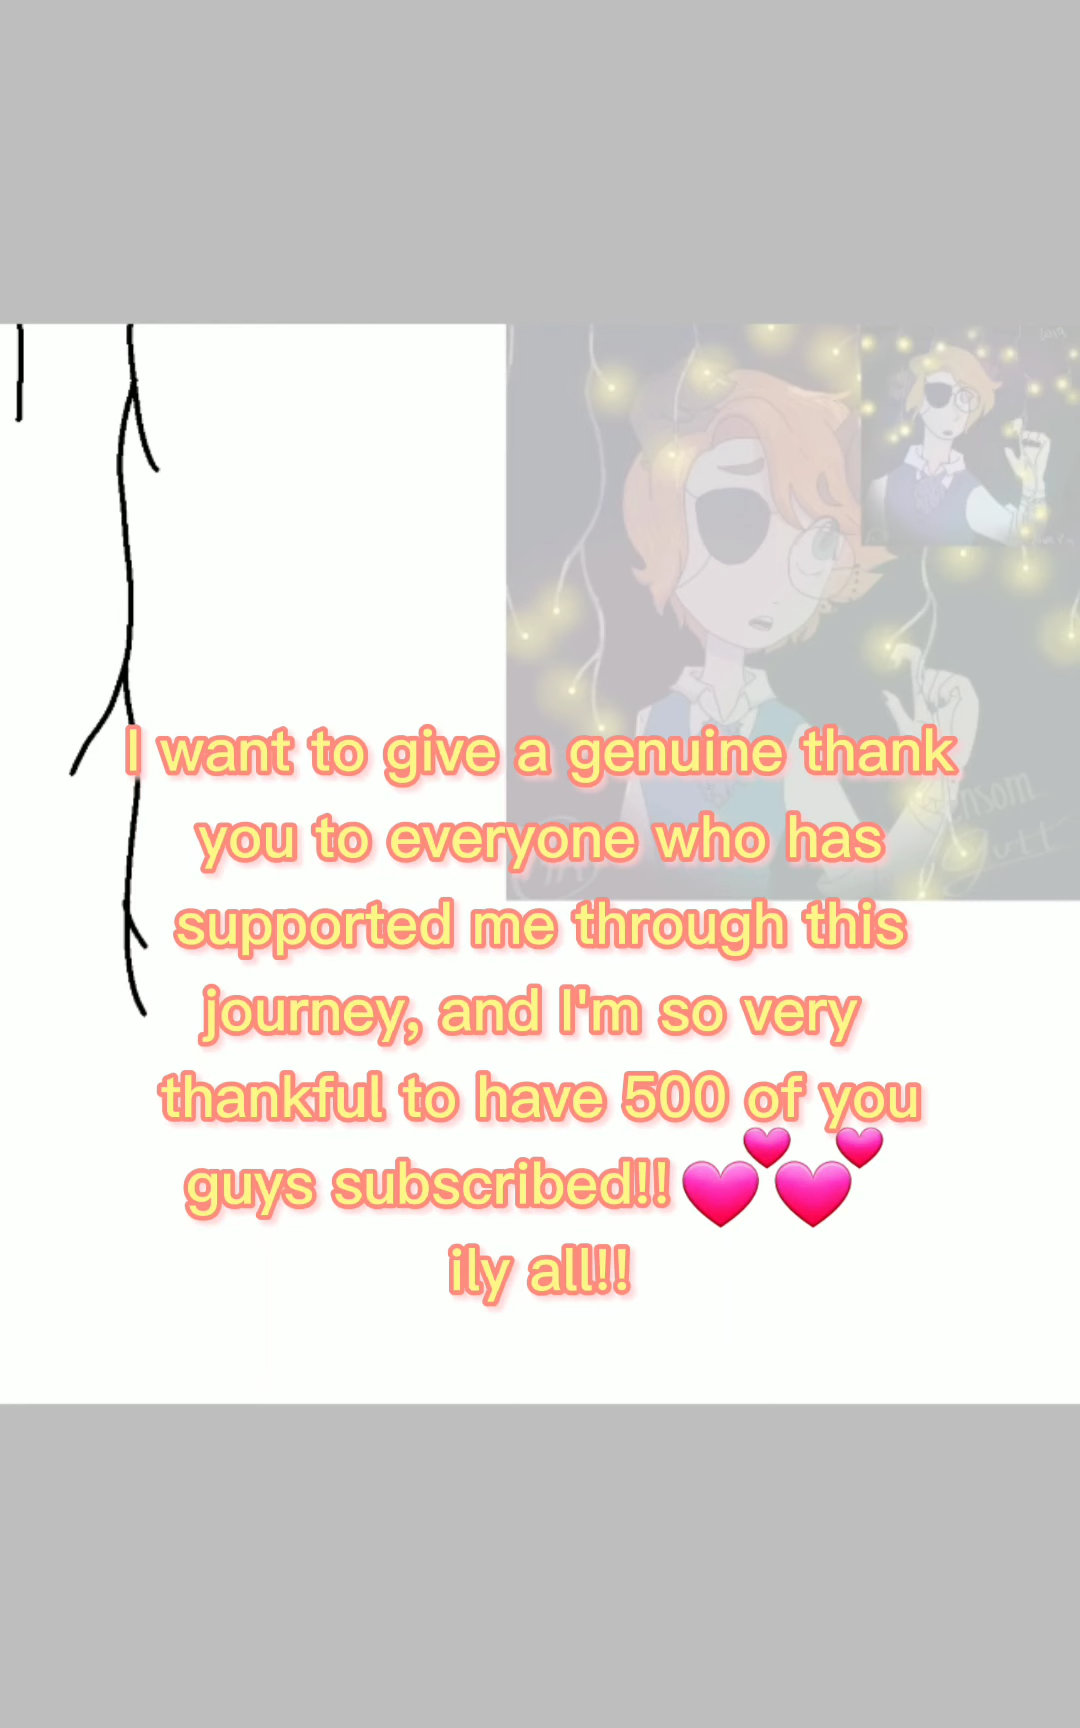 2019
I want to give a genuine thank
you to everyone who has
supported me through this
journey, and I'm so very
thankful to have 500 of you
guys subscribed!! 💕💕
ily all!!